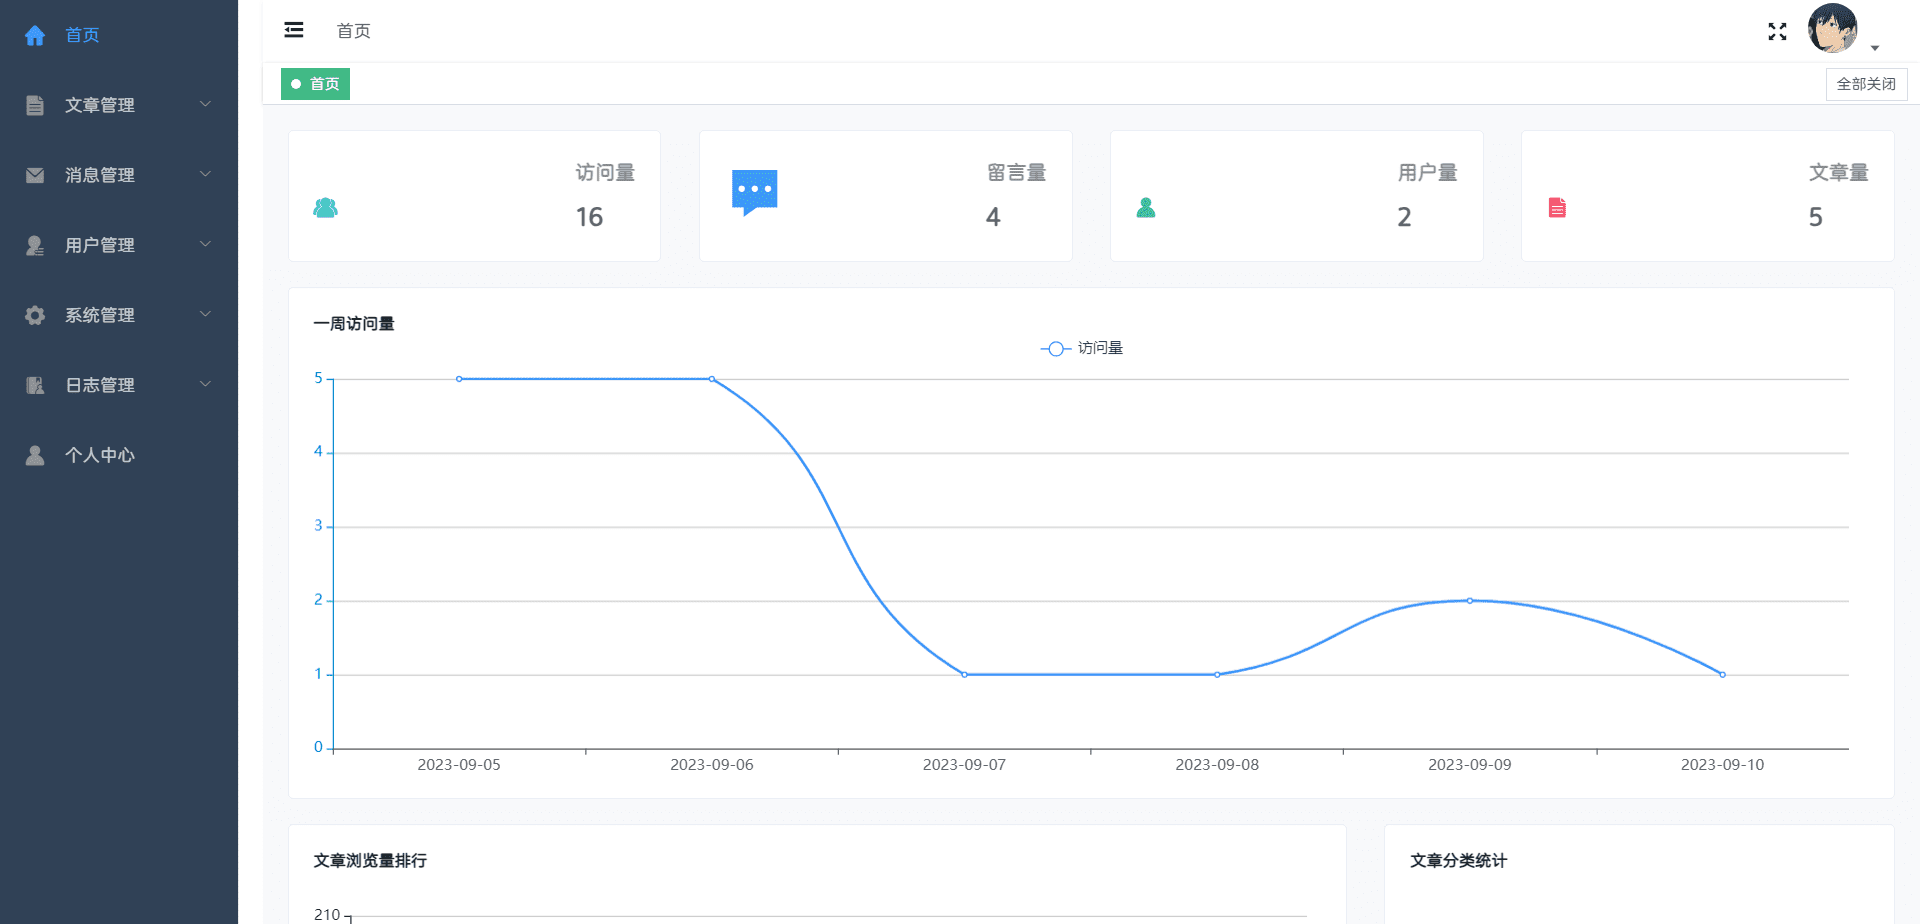 首页
文章管理
消息管理
用户管理
系统管理
日志管理
个人中心
首页
首页
全部关闭
访问量
16
留言量
4
用户量
2
文章量
5
一周访问量
访问量
5
4
3
2
1
0
2023-09-05 2023-09-06 2023-09-07 2023-09-08 2023-09-09 2023-09-10
文章浏览量排行
210
文章分类统计